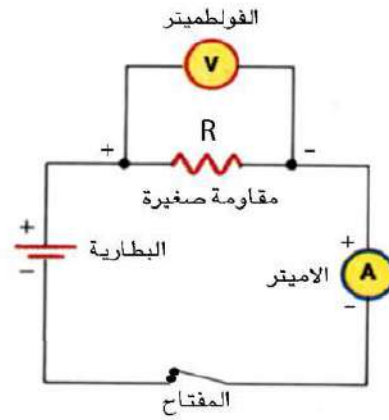 الفولطميتر
V
R
+ -
مقاومة صغيرة
+
-
البطارية
+
A
-
الاميتر
المفتاح